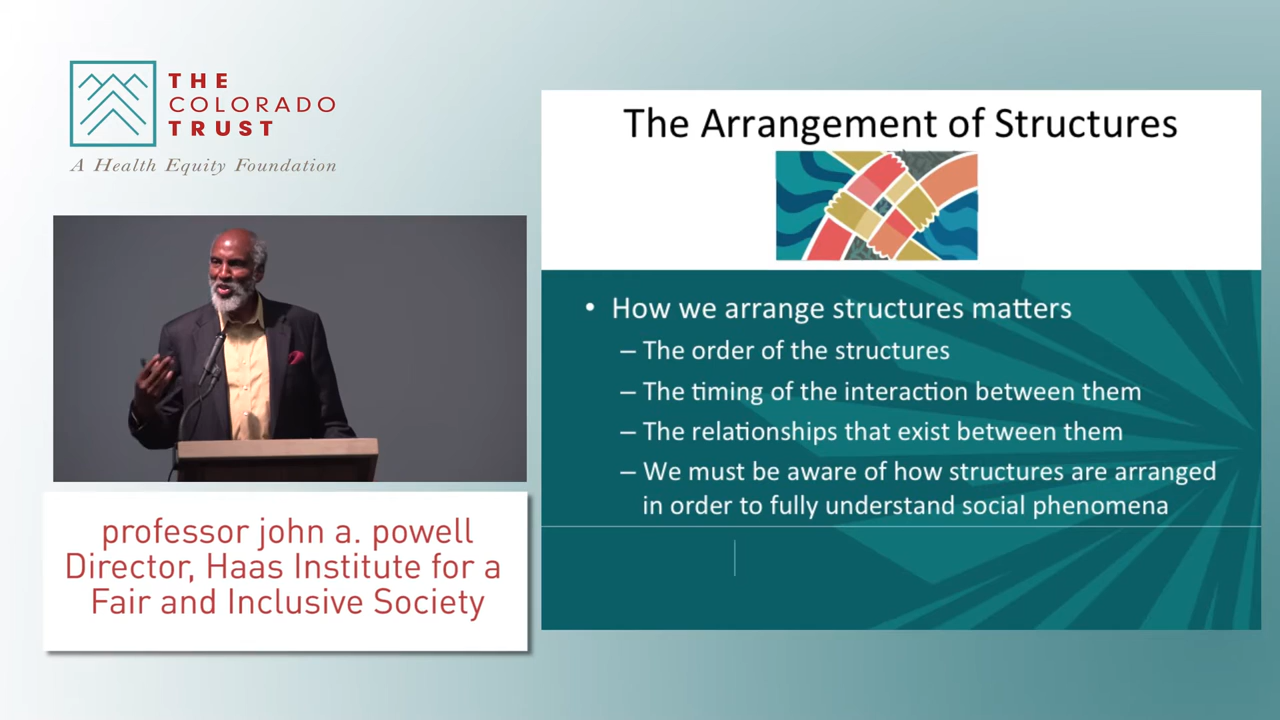 THE
COLORADO
TRUST
A Health Equity Foundation
professor john a. powell
Director, Haas Institute for a
Fair and Inclusive Society
The Arrangement of Structures
• How we arrange structures matters
– The order of the structures
– The timing of the interaction between them
– The relationships that exist between them
– We must be aware of how structures are arranged
in order to fully understand social phenomena